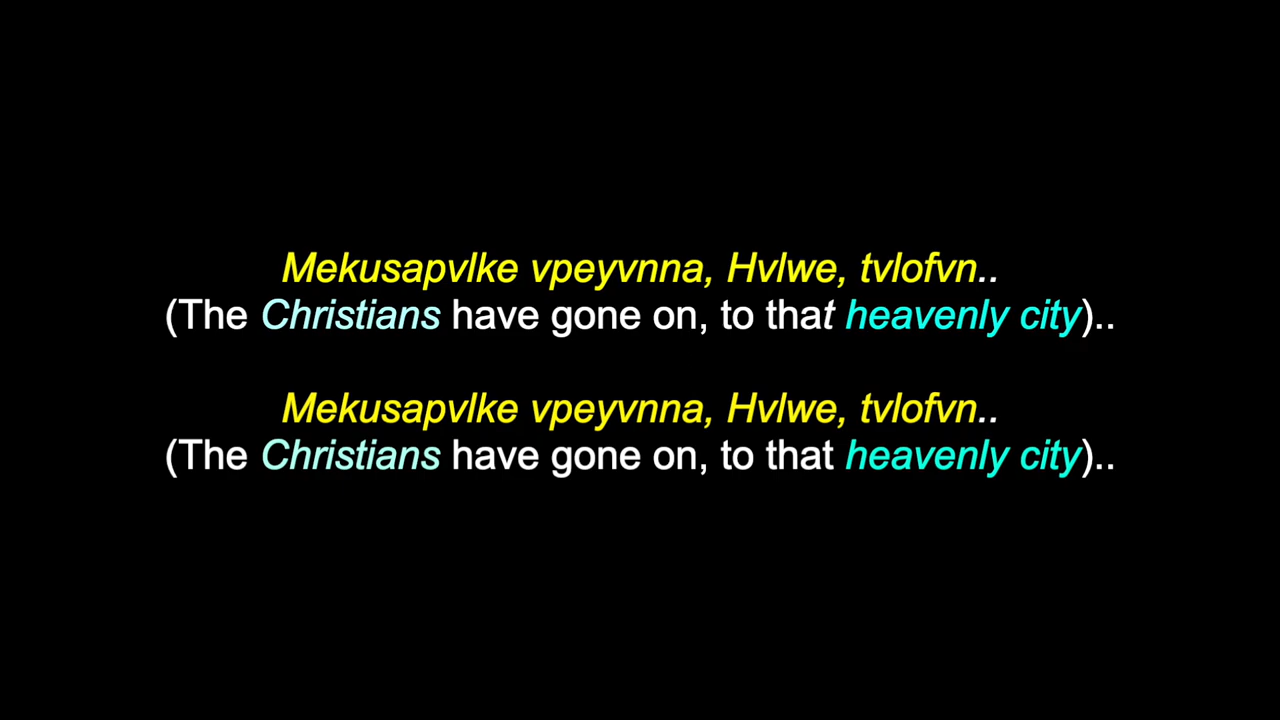 Mekusapvlke vpeyvnna, Hvlwe, tvlofvn..
(The Christians have gone on, to that heavenly city)..
Mekusapvlke vpeyvnna, Hvlwe, tvlofvn..
(The Christians have gone on, to that heavenly city)..